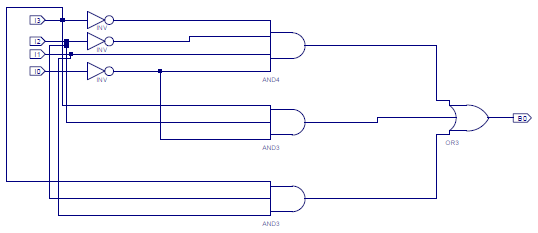 I3
INV
I2
INV
I1
I0
INV
AND4
AND3
OR3
B0
AND3